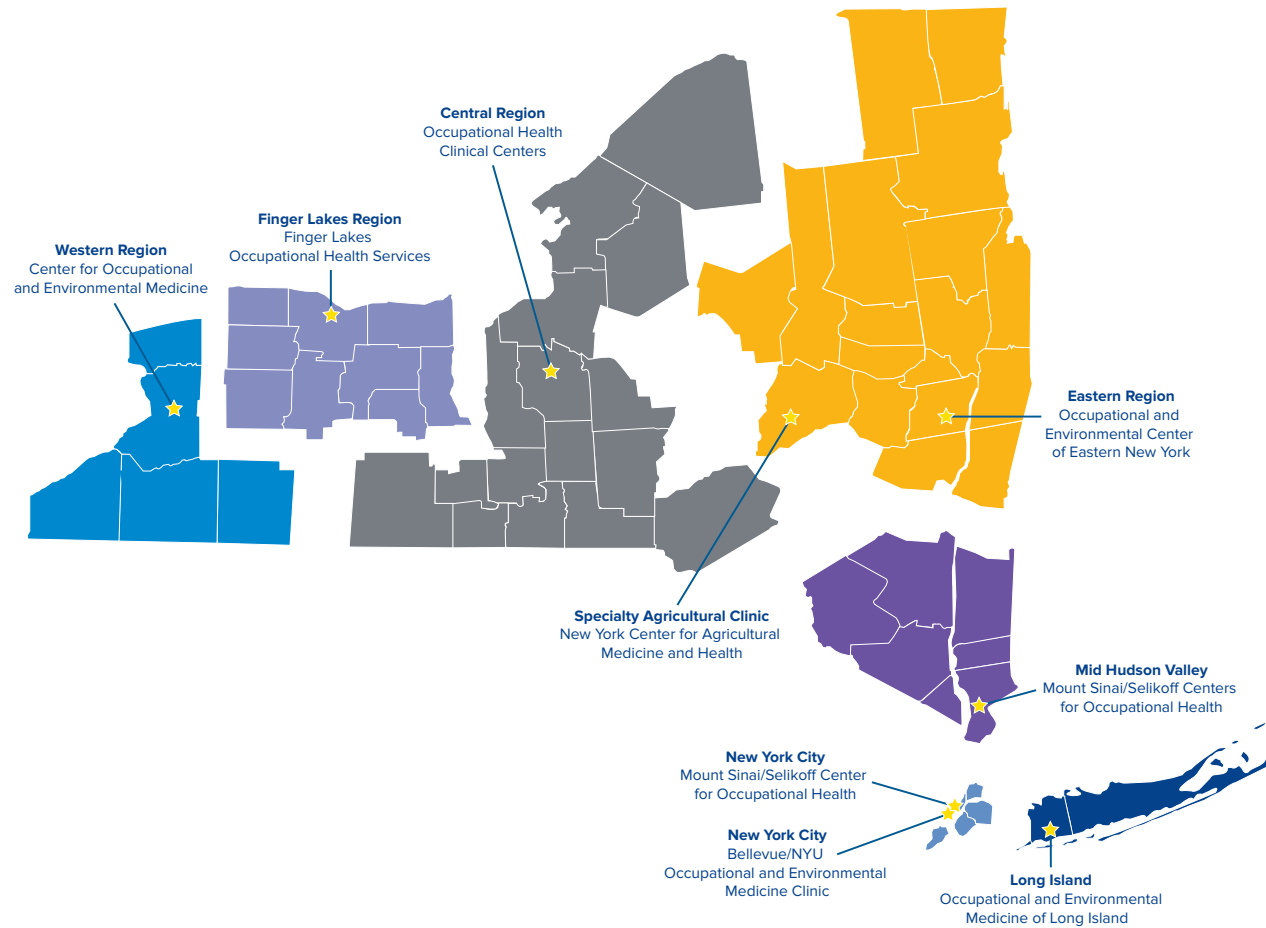 Central Region
Occupational Health
Clinical Centers
Finger Lakes Region
Finger Lakes
Occupational Health Services
Western Region
Center for Occupational
and Environmental Medicine
Eastern Region
Occupational and
Environmental Center
of Eastern New York
Specialty Agricultural Clinic
New York Center for Agricultural
Medicine and Health
Mid Hudson Valley
Mount Sinai/Selikoff Centers
for Occupational Health
New York City
Mount Sinai/Selikoff Center
for Occupational Health
New York City
Bellevue/NYU
Occupational and Environmental
Medicine Clinic
Long Island
Occupational and Environmental
Medicine of Long Island